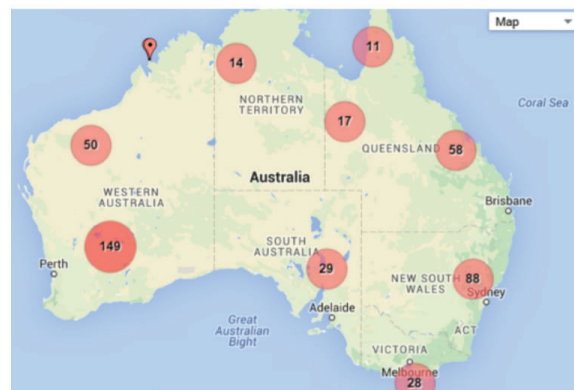 Map
11
14
NORTHERN
TERRITORY
17
Coral Sea
50
QUEENSLAND
58
Australia
WESTERN
AUSTRALIA
Brisbane
149
SOUTH
AUSTRALIA
Perth
29
NEW SOUTH
WALES
88
Sydney
Adelaide
Great
Australian
Bight
ACT
VICTORIA
Melbourne
28